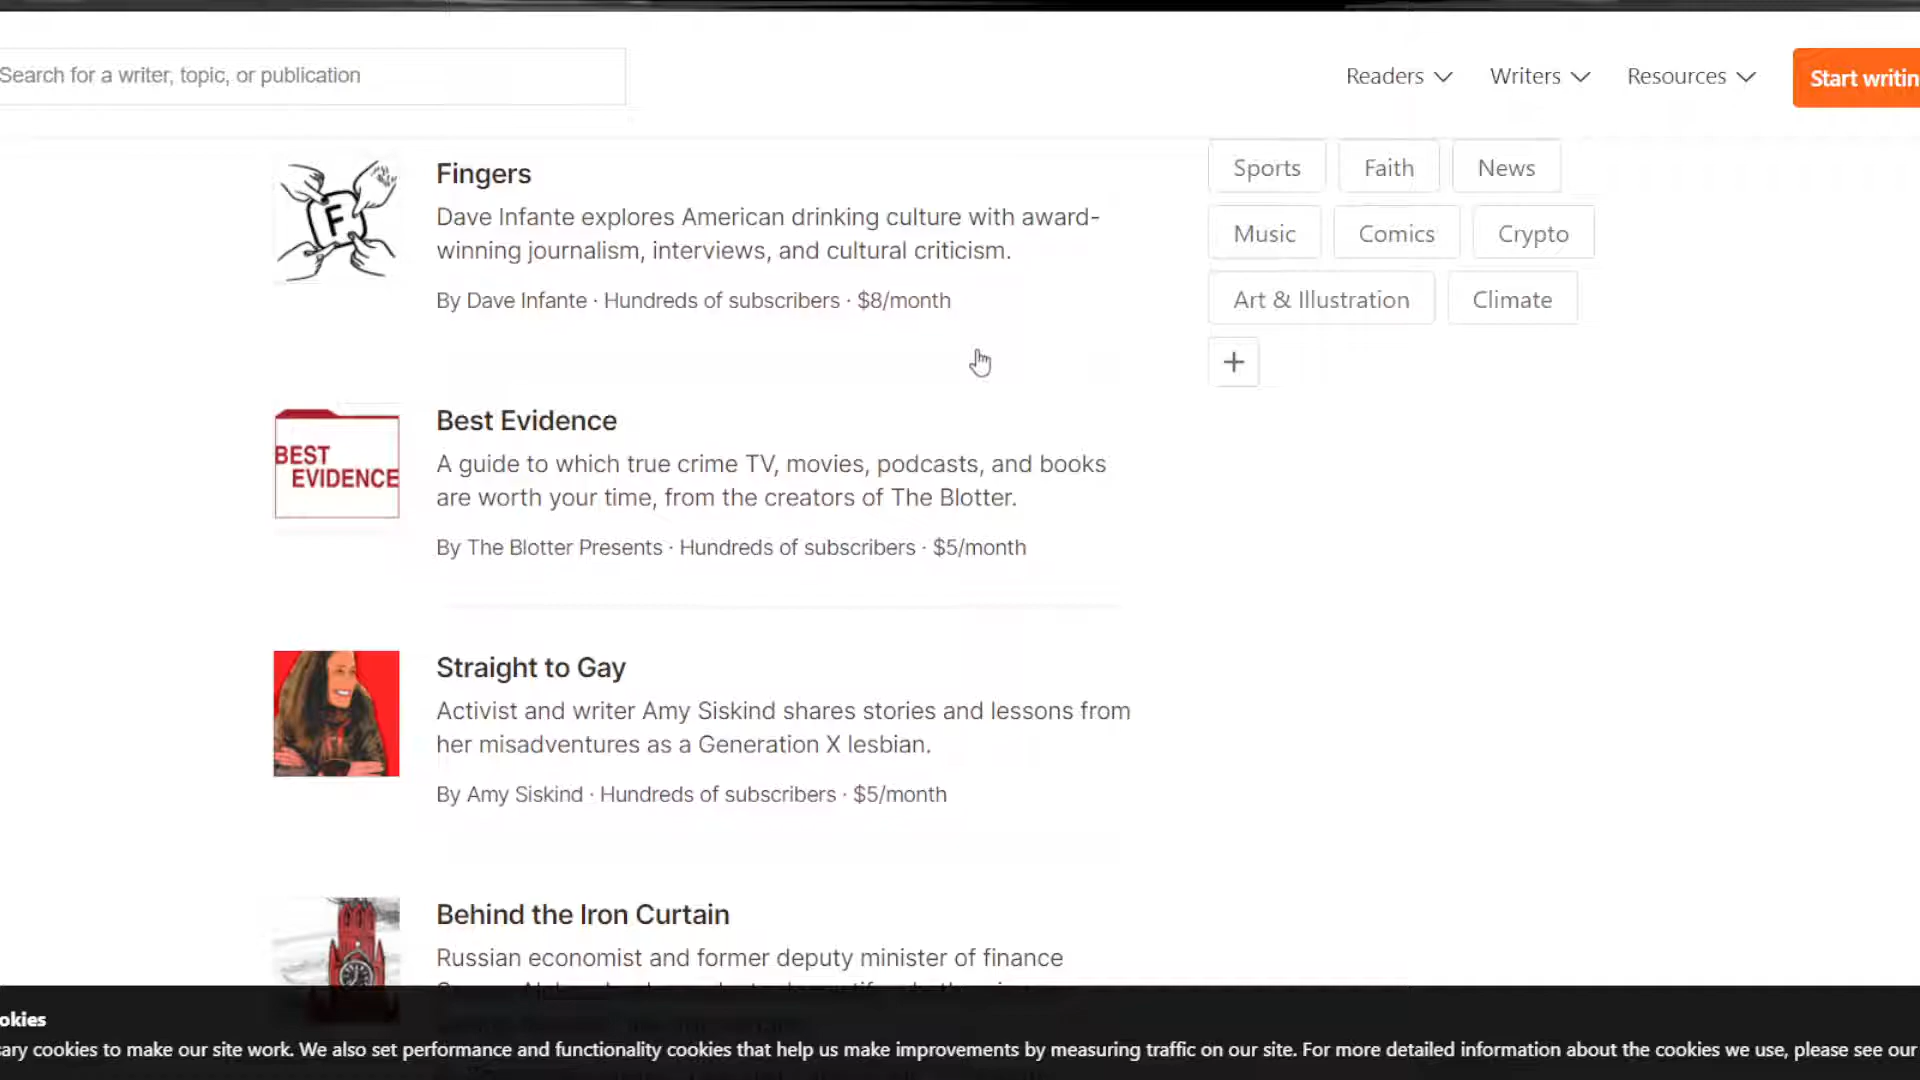 Search for a writer, topic, or publication
Readers
Writers
Resources
Start writin
F
Fingers
Dave Infante explores American drinking culture with award-
winning journalism, interviews, and cultural criticism.
By Dave Infante · Hundreds of subscribers · $8/month
Sports
Faith
News
Music
Comics
Crypto
Art & Illustration
Climate
+
BEST
EVIDENCE
Best Evidence
A guide to which true crime TV, movies, podcasts, and books
are worth your time, from the creators of The Blotter.
By The Blotter Presents · Hundreds of subscribers · $5/month
Straight to Gay
Activist and writer Amy Siskind shares stories and lessons from
her misadventures as a Generation X lesbian.
By Amy Siskind · Hundreds of subscribers · $5/month
Behind the Iron Curtain
Russian economist and former deputy minister of finance
okies
ary cookies to make our site work. We also set performance and functionality cookies that help us make improvements by measuring traffic on our site. For more detailed information about the cookies we use, please see our